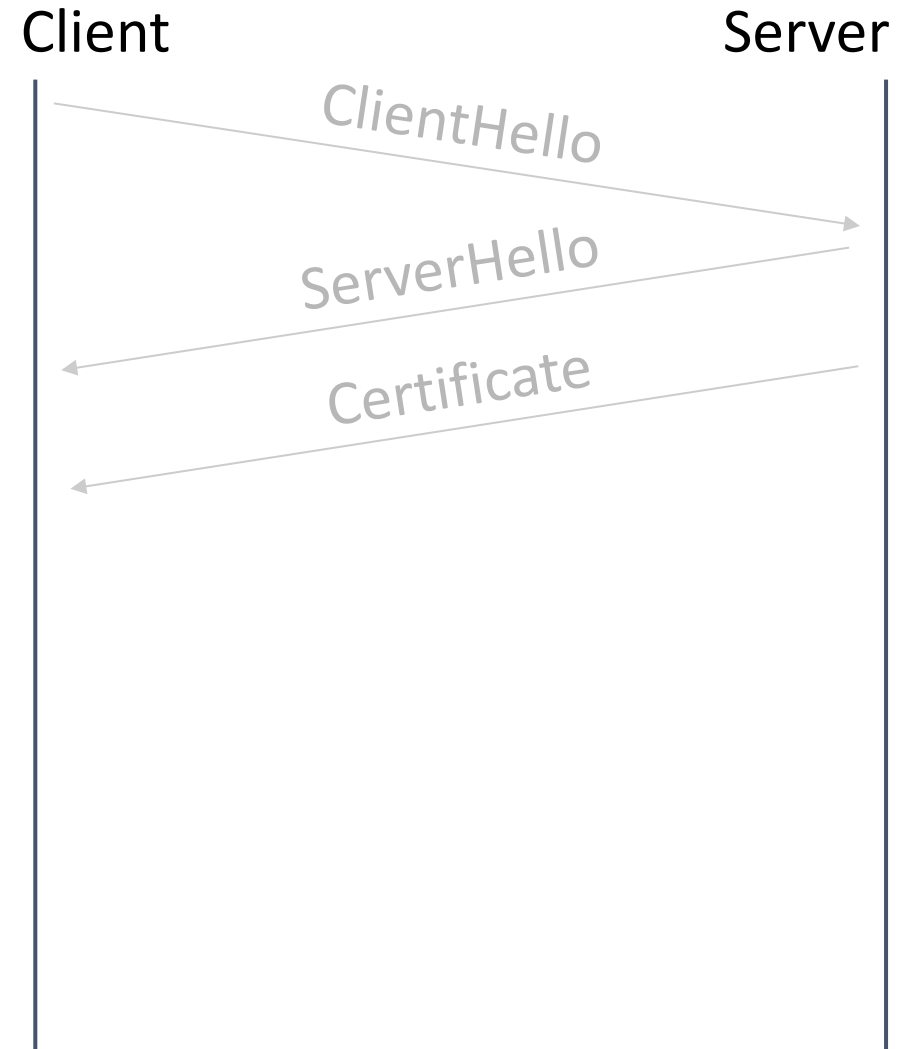 Client
Server
ClientHello
ServerHello
Certificate